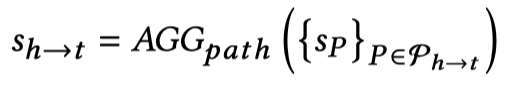 s_{h→t} = AGG_{path} ({s_P}_{P∈𝒫_{h→t}})